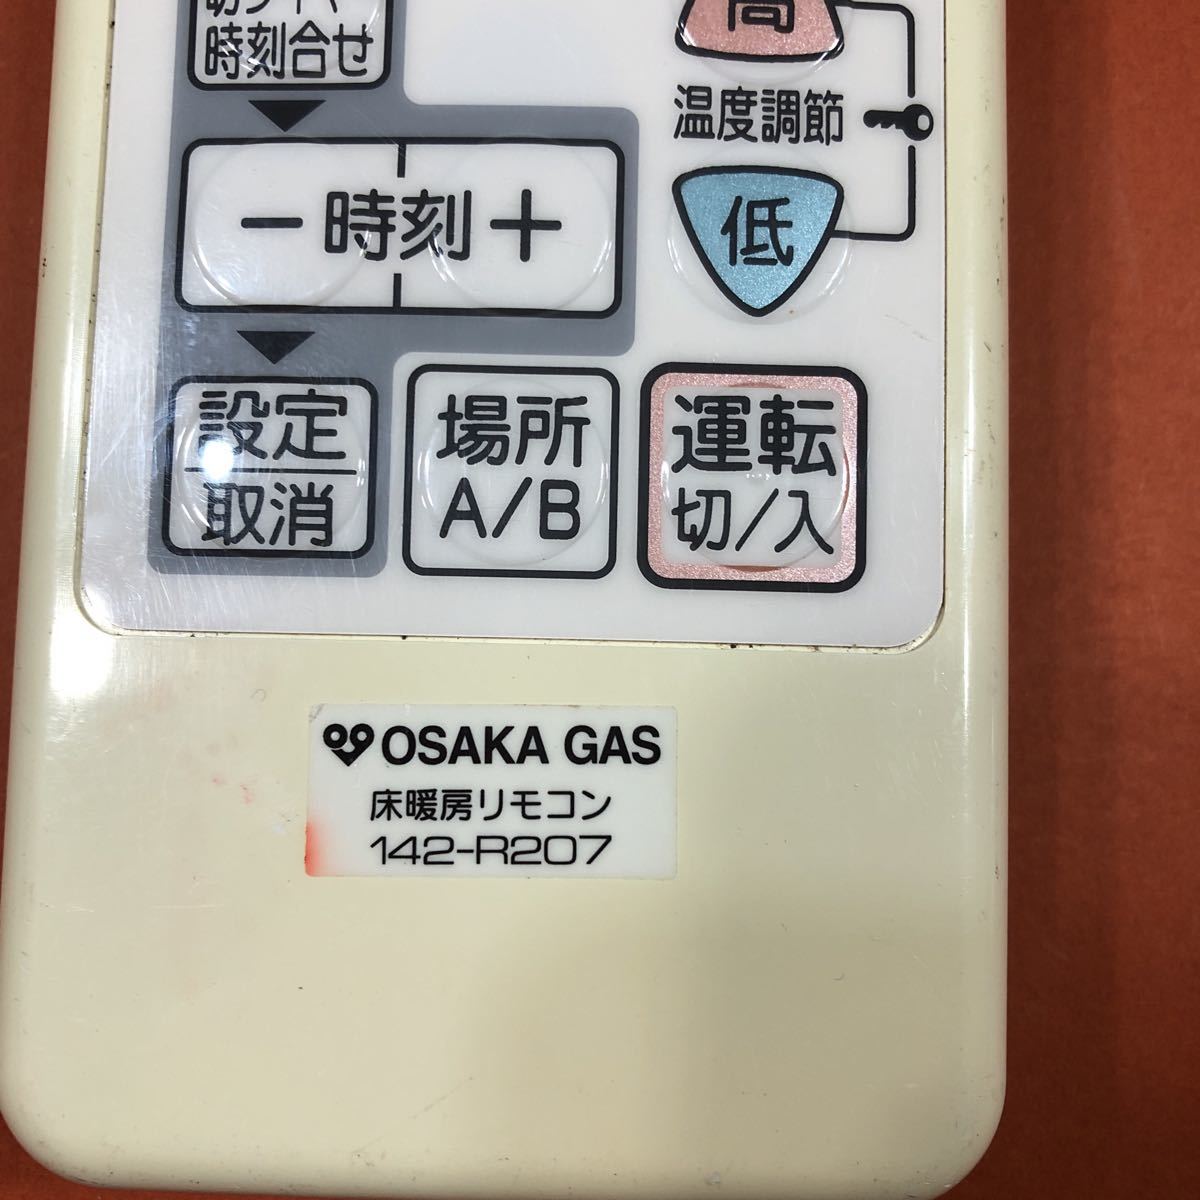 時刻合せ
高
温度調節
− 時刻 +
低
設定
取消
場所
A/B
運転
切/入
OSAKA GAS
床暖房リモコン
142-R207